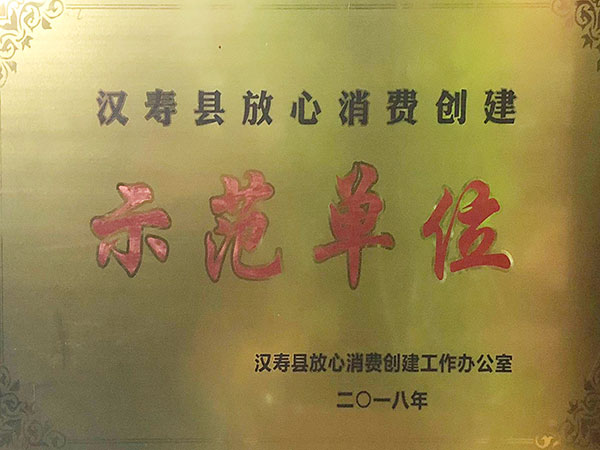 汉寿县放心消费创建
示范单位
汉寿县放心消费创建工作办公室
二〇一八年